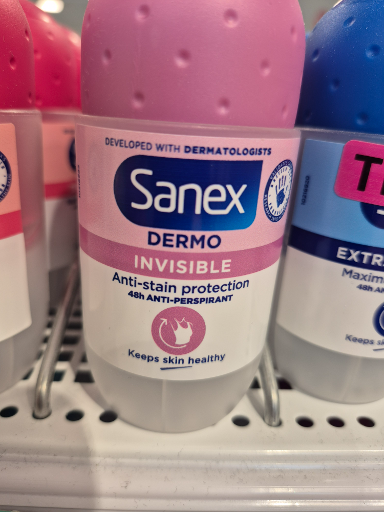 DEVELOPED WITH DERMATOLOGISTS
Sanex
DERMO
INVISIBLE
Anti-stain protection
48h ANTI-PERSPIRANT
Keeps skin healthy
EXTR
Maxim
48h AN
Keeps sk